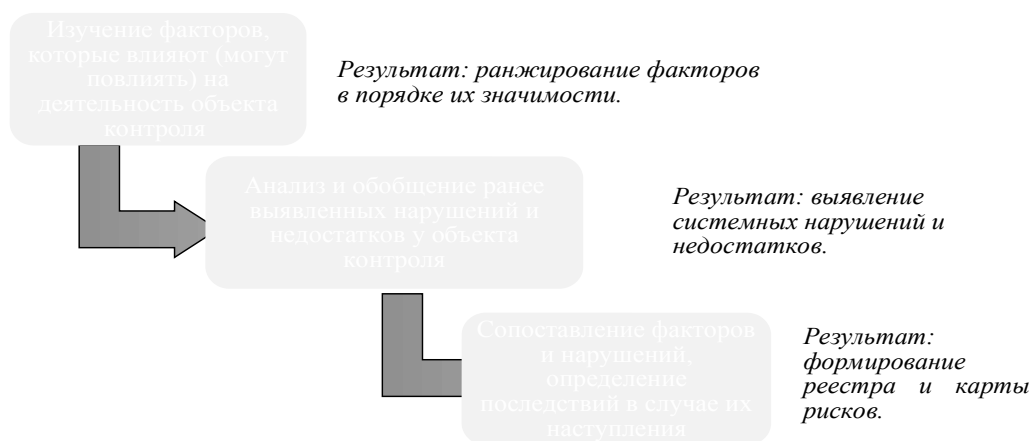 Изучение факторов,
которые влияют (могут
повлиять) на
деятельность объекта
контроля
Результат: ранжирование факторов
в порядке их значимости.
Анализ и обобщение ранее
выявленных нарушений и
недостатков у объекта
контроля
Результат: выявление
системных нарушений и
недостатков.
Сопоставление факторов
и нарушений,
определение
последствий в случае их
наступления
Результат:
формирование
реестра и карты
рисков.